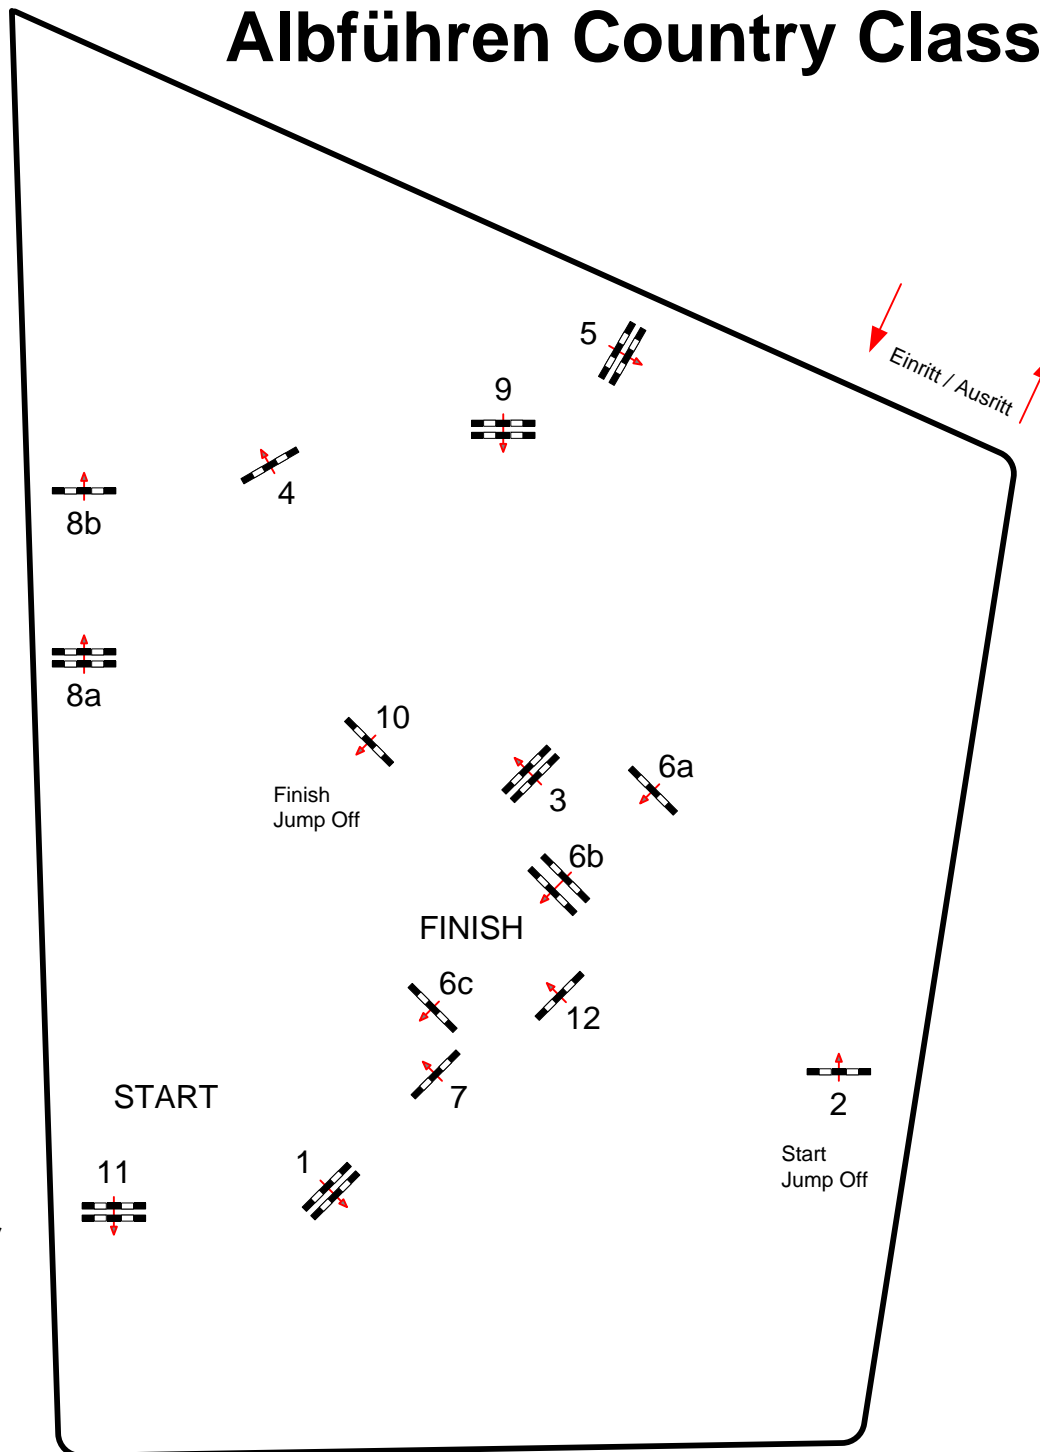 Albführen Country Class
5
Einritt / Ausritt
9
4
8b
8a
10
6a
Finish
Jump Off
3
6b
FINISH
6c
12
START
7
2
Start
Jump Off
11
1